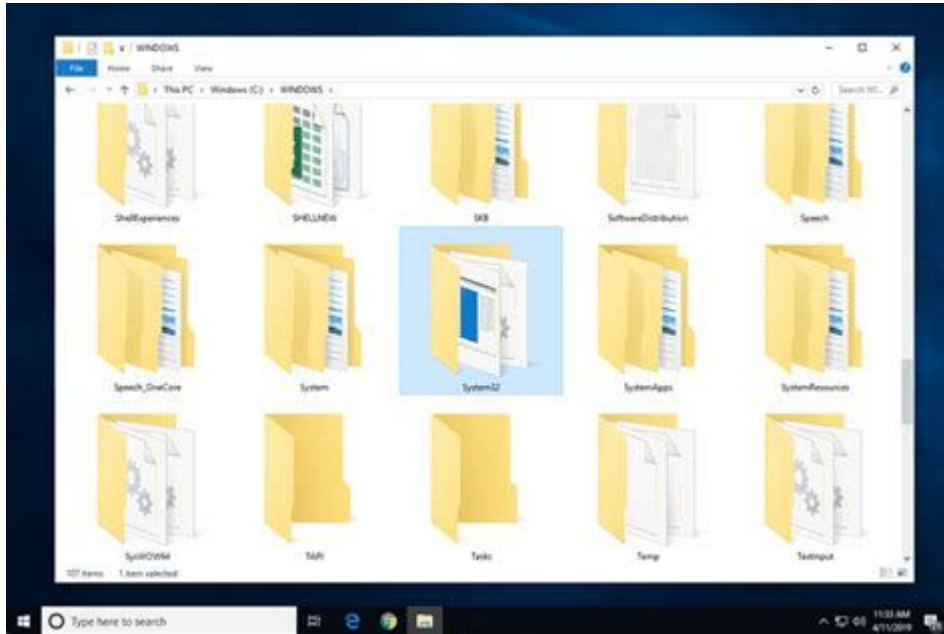 WINDOWS
File Home Share View
This PC › Windows (C:) › WINDOWS ›
Search Wi...
ShellExperiences SHELLNEW SKB SoftwareDistribution Speech
Speech_OneCore System System32 SystemApps SystemResources
SysWOW64 TAPI Tasks Temp TextInput
107 items 1 item selected
Type here to search
11:33 AM
4/11/2019